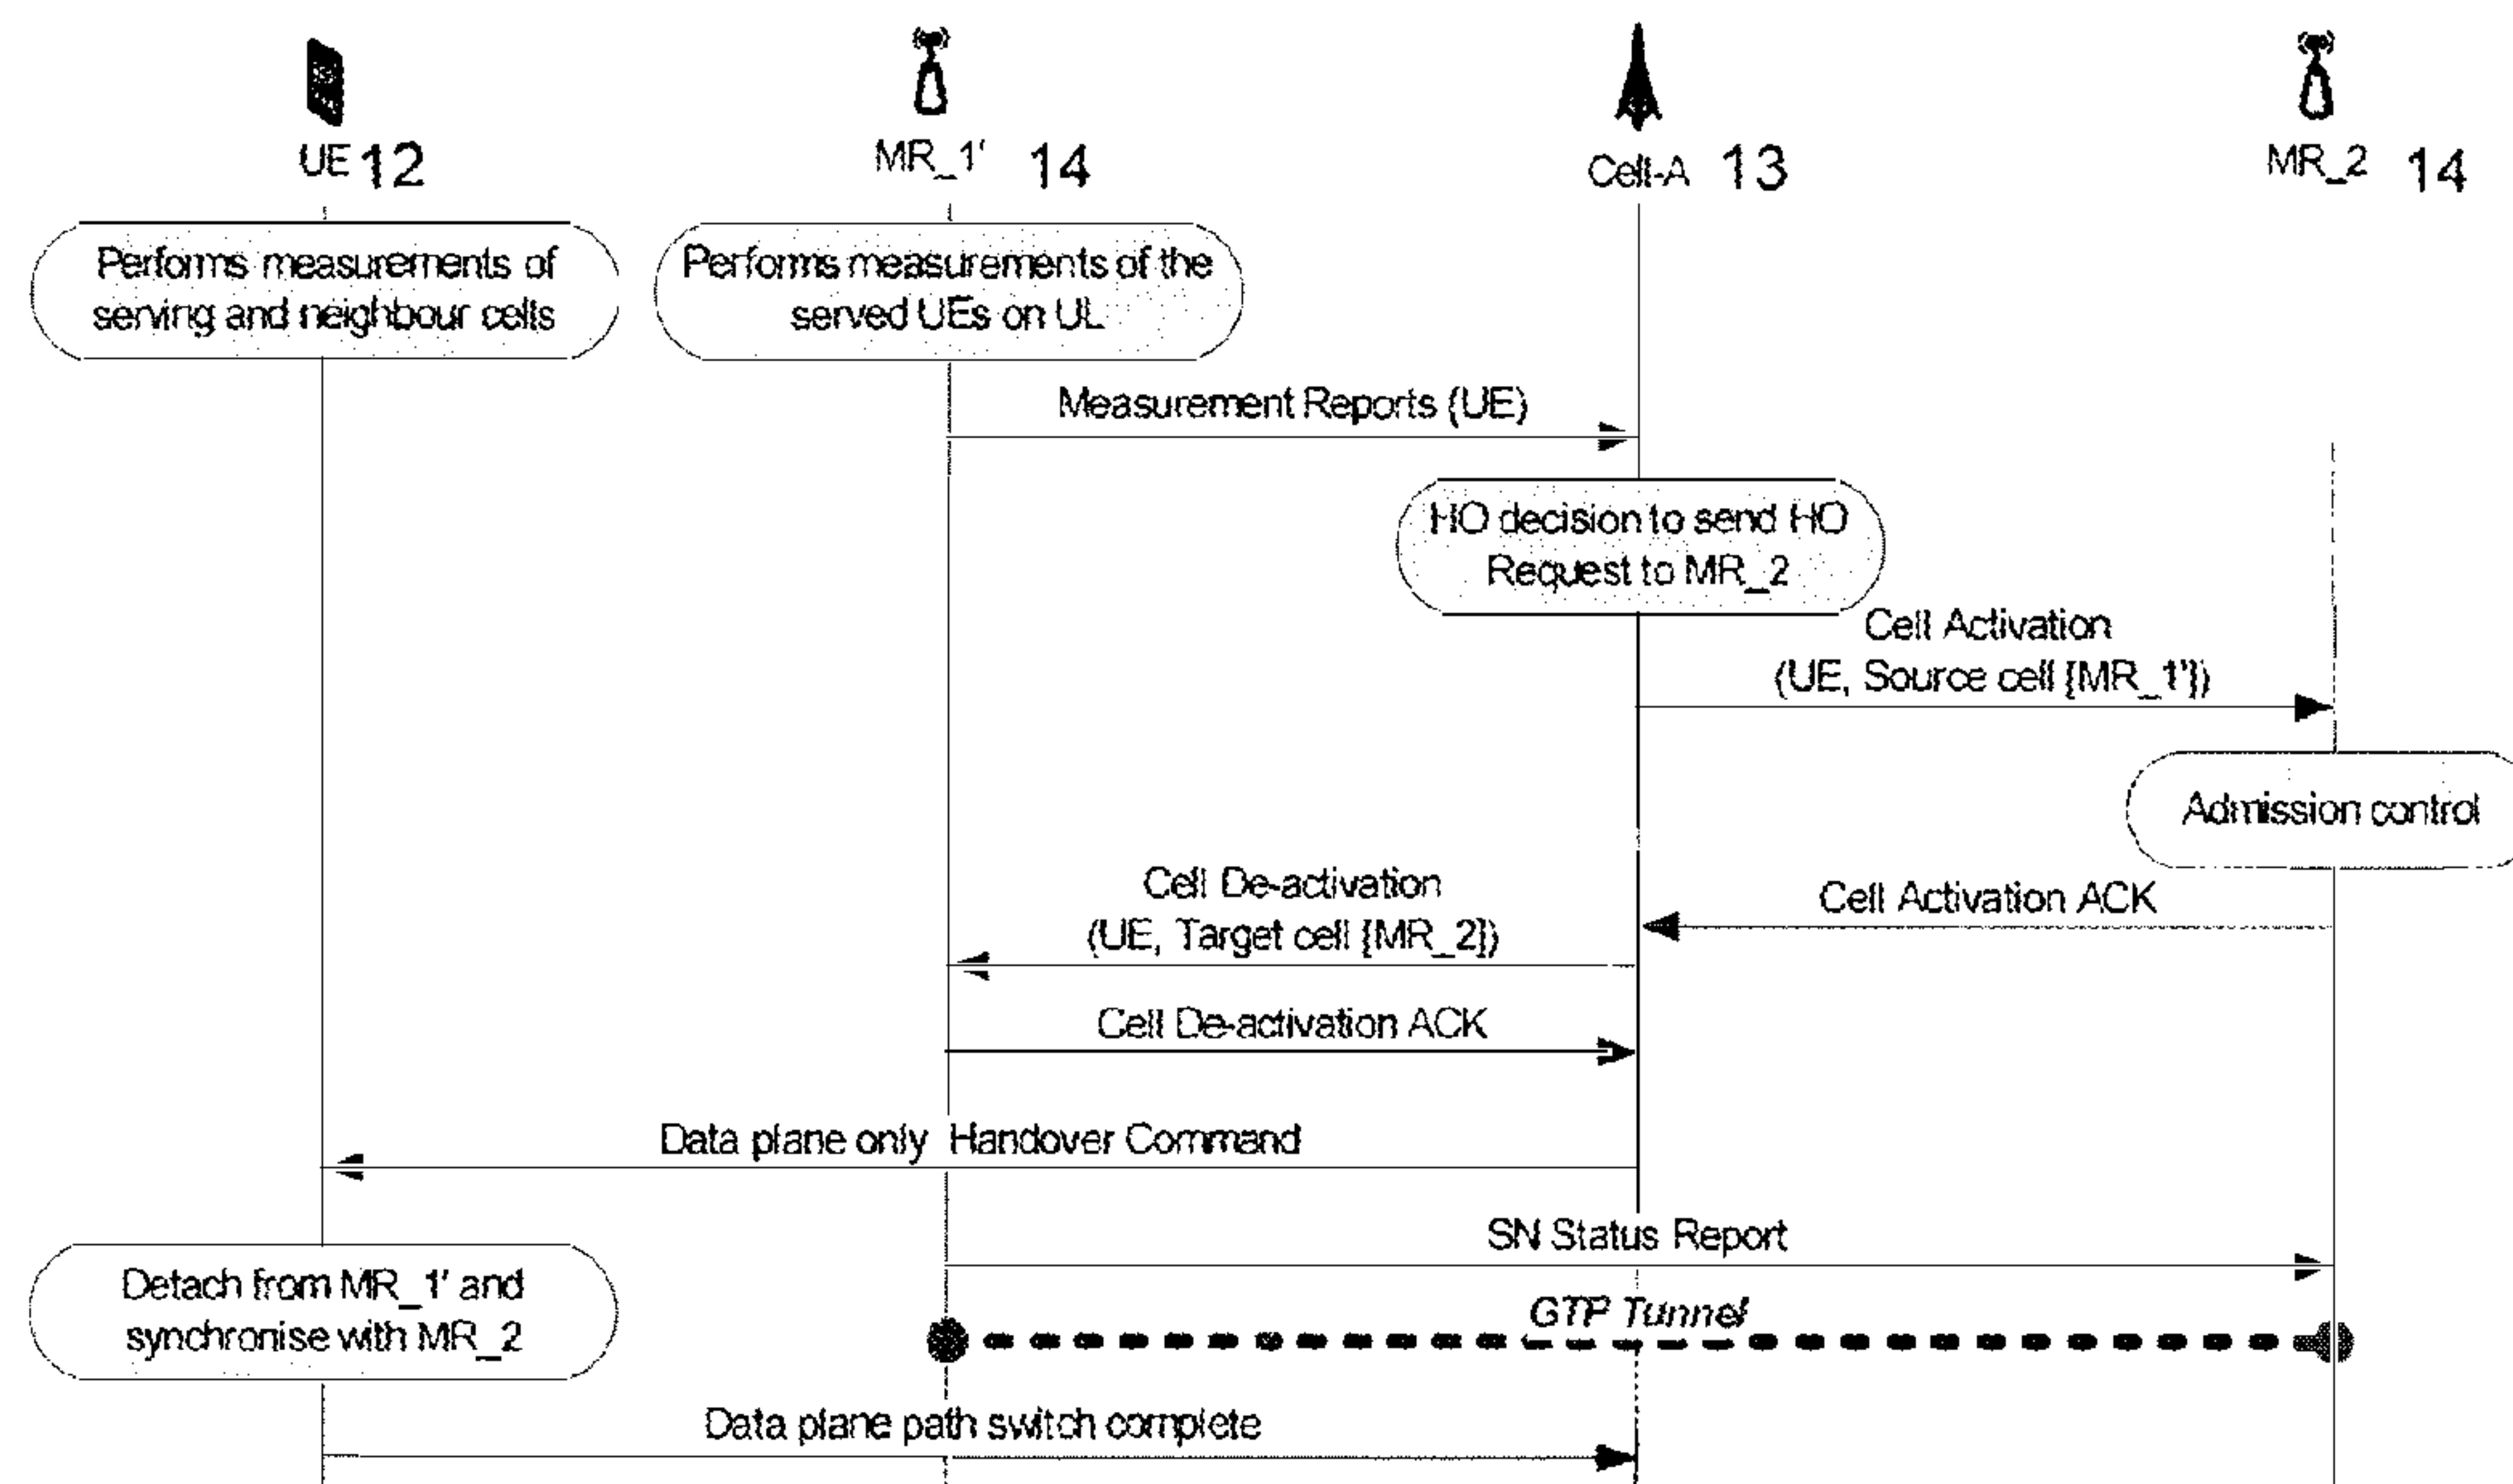 UE 12
MR_1' 14
Cell-A 13
MR_2 14
Performs measurements of
serving and neighbour cells
Performs measurements of the
served UEs on UL
Measurement Reports (UE)
HO decision to send HO
Request to MR_2
Cell Activation
(UE, Source cell [MR_1'])
Admission control
Cell Activation ACK
Cell De-activation
(UE, Target cell [MR_2])
Cell De-activation ACK
Data plane only Handover Command
SN Status Report
Detach from MR_1' and
synchronise with MR_2
GTP Tunnel
Data plane path switch complete